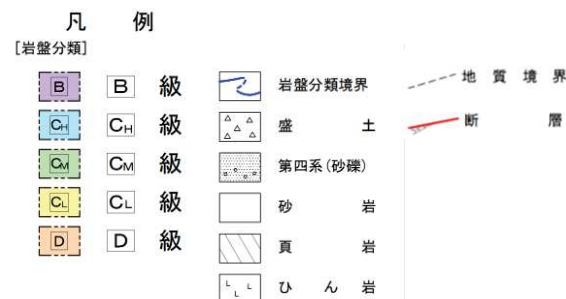 凡 例
[岩盤分類]
B B 級
CH CH 級
CM CM 級
CL CL 級
D D 級
岩盤分類境界
盛 土
第四系(砂礫)
砂 岩
頁 岩
ひ ん 岩
地 質 境 界
断 層